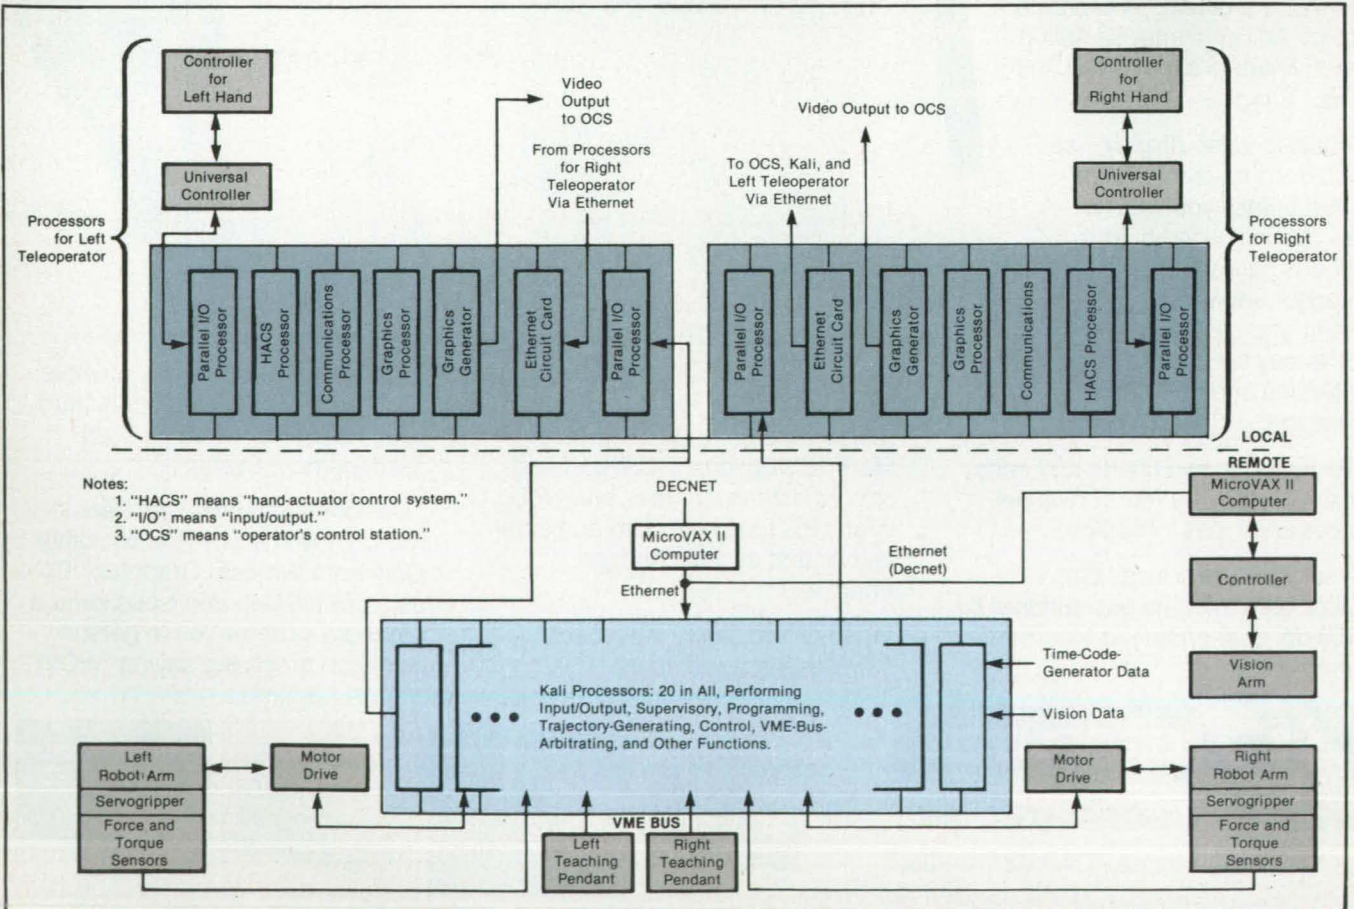 Controller
for
Left Hand
Universal
Controller
Processors
for Left
Teleoperator
Video
Output
to OCS
From Processors
for Right
Teleoperator
Via Ethernet
Video Output to OCS
To OCS, Kali, and
Left Teleoperator
Via Ethernet
Controller
for
Right Hand
Universal
Controller
Processors
for Right
Teleoperator
Parallel I/O
Processor
HACS
Processor
Communications
Processor
Graphics
Processor
Graphics
Generator
Ethernet
Circuit Card
Parallel I/O
Processor
Parallel I/O
Processor
Ethernet
Circuit Card
Graphics
Generator
Graphics
Processor
Communications
HACS Processor
Parallel I/O
Processor
LOCAL
REMOTE
Notes:
1. “HACS” means “hand-actuator control system.”
2. “I/O” means “input/output.”
3. “OCS” means “operator's control station.”
DECNET
MicroVAX II
Computer
Ethernet
Ethernet
(Decnet)
MicroVAX II
Computer
Controller
Vision
Arm
Time-Code-
Generator Data
Vision Data
Kali Processors: 20 in All, Performing
Input/Output, Supervisory, Programming,
Trajectory-Generating, Control, VME-Bus-
Arbitrating, and Other Functions.
Left
Robot Arm
Servogripper
Force and
Torque
Sensors
Motor
Drive
VME BUS
Left
Teaching
Pendant
Right
Teaching
Pendant
Motor
Drive
Right
Robot Arm
Servogripper
Force and
Torque
Sensors